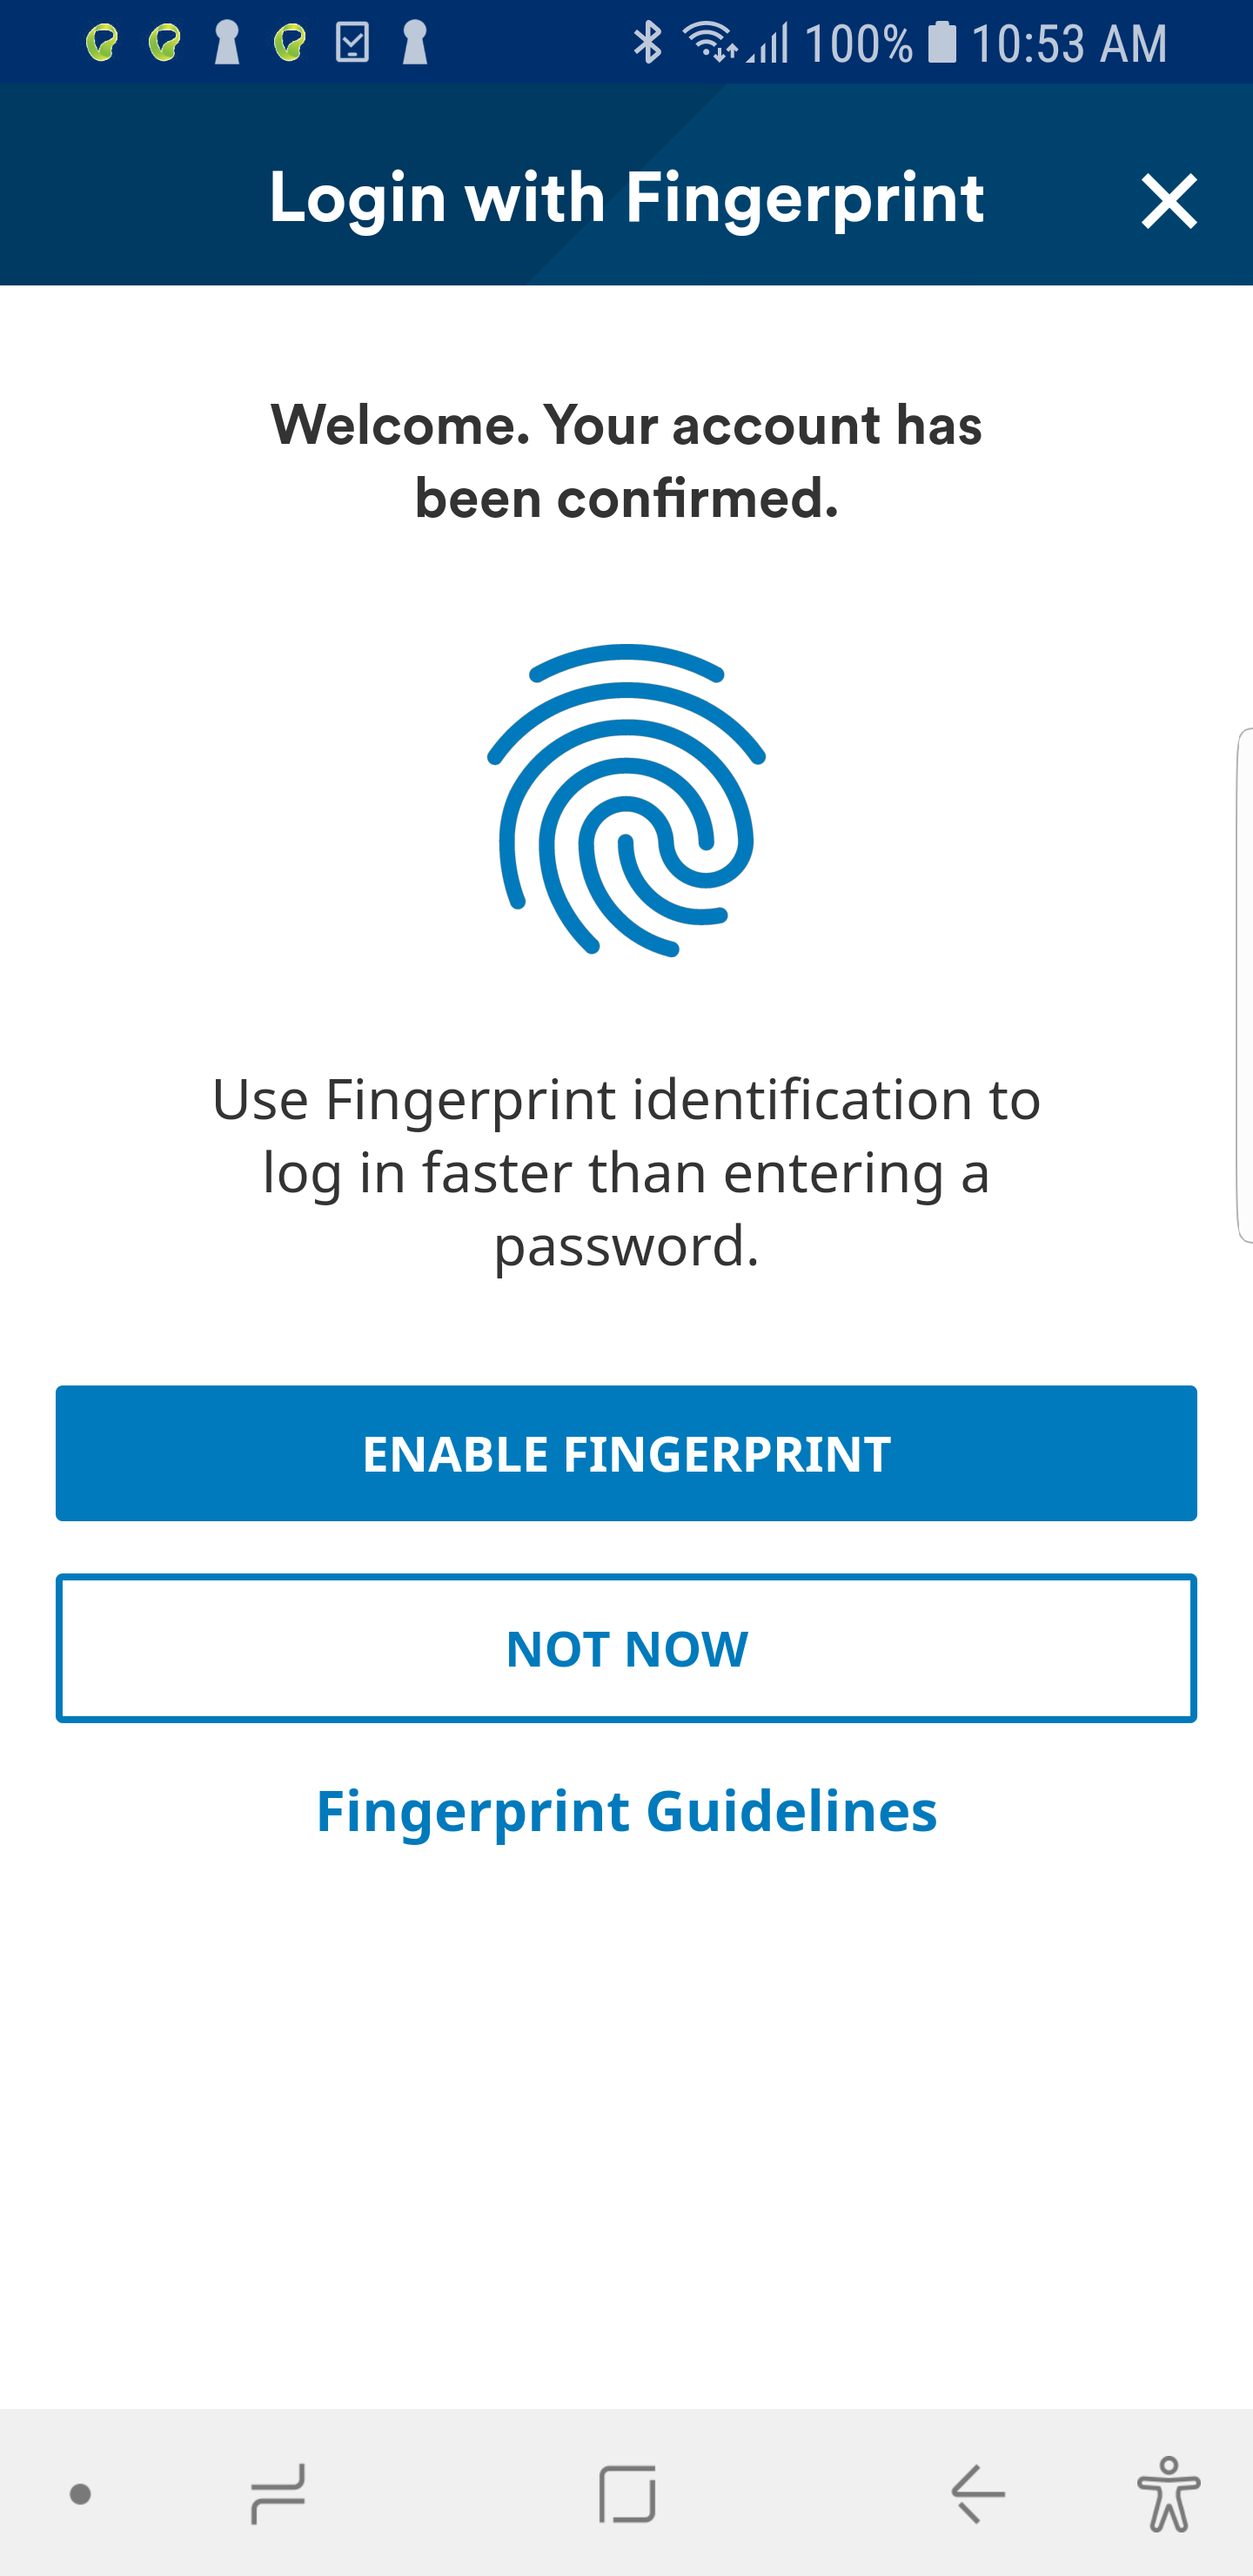 100% 10:53 AM
Login with Fingerprint
Welcome. Your account has
been confirmed.
Use Fingerprint identification to
log in faster than entering a
password.
ENABLE FINGERPRINT
NOT NOW
Fingerprint Guidelines